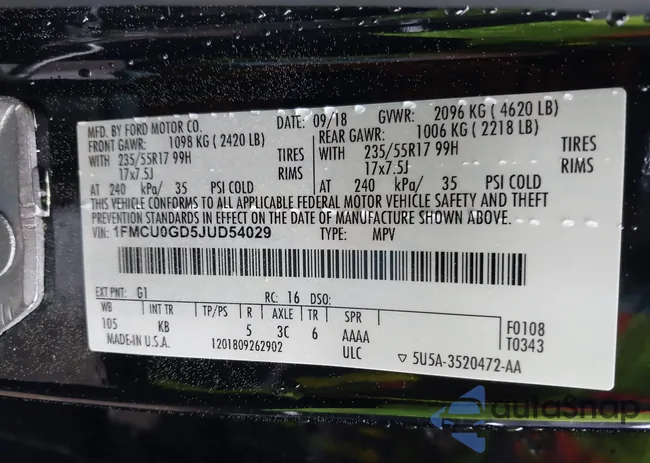 MFD. BY FORD MOTOR CO. DATE: 09/18 GVWR: 2096 KG ( 4620 LB)
FRONT GAWR: 1098 KG ( 2420 LB) REAR GAWR: 1006 KG ( 2218 LB)
WITH 235/55R17 99H TIRES WITH 235/55R17 99H TIRES
17x7.5J RIMS 17x7.5J RIMS
AT 240 kPa/ 35 PSI COLD AT 240 kPa/ 35 PSI COLD
THIS VEHICLE CONFORMS TO ALL APPLICABLE FEDERAL MOTOR VEHICLE SAFETY AND THEFT
PREVENTION STANDARDS IN EFFECT ON THE DATE OF MANUFACTURE SHOWN ABOVE.
VIN: 1FMCU0GD5JUD54029 TYPE: MPV
EXT PNT: G1 RC: 16 DSO:
WB INT TR TP/PS R AXLE TR SPR
105 KB 5 3C 6 AAAA F0108
MADE IN U.S.A. 1201809262902 ULC T0343
▽ 5U5A-3520472-AA
autoSnap